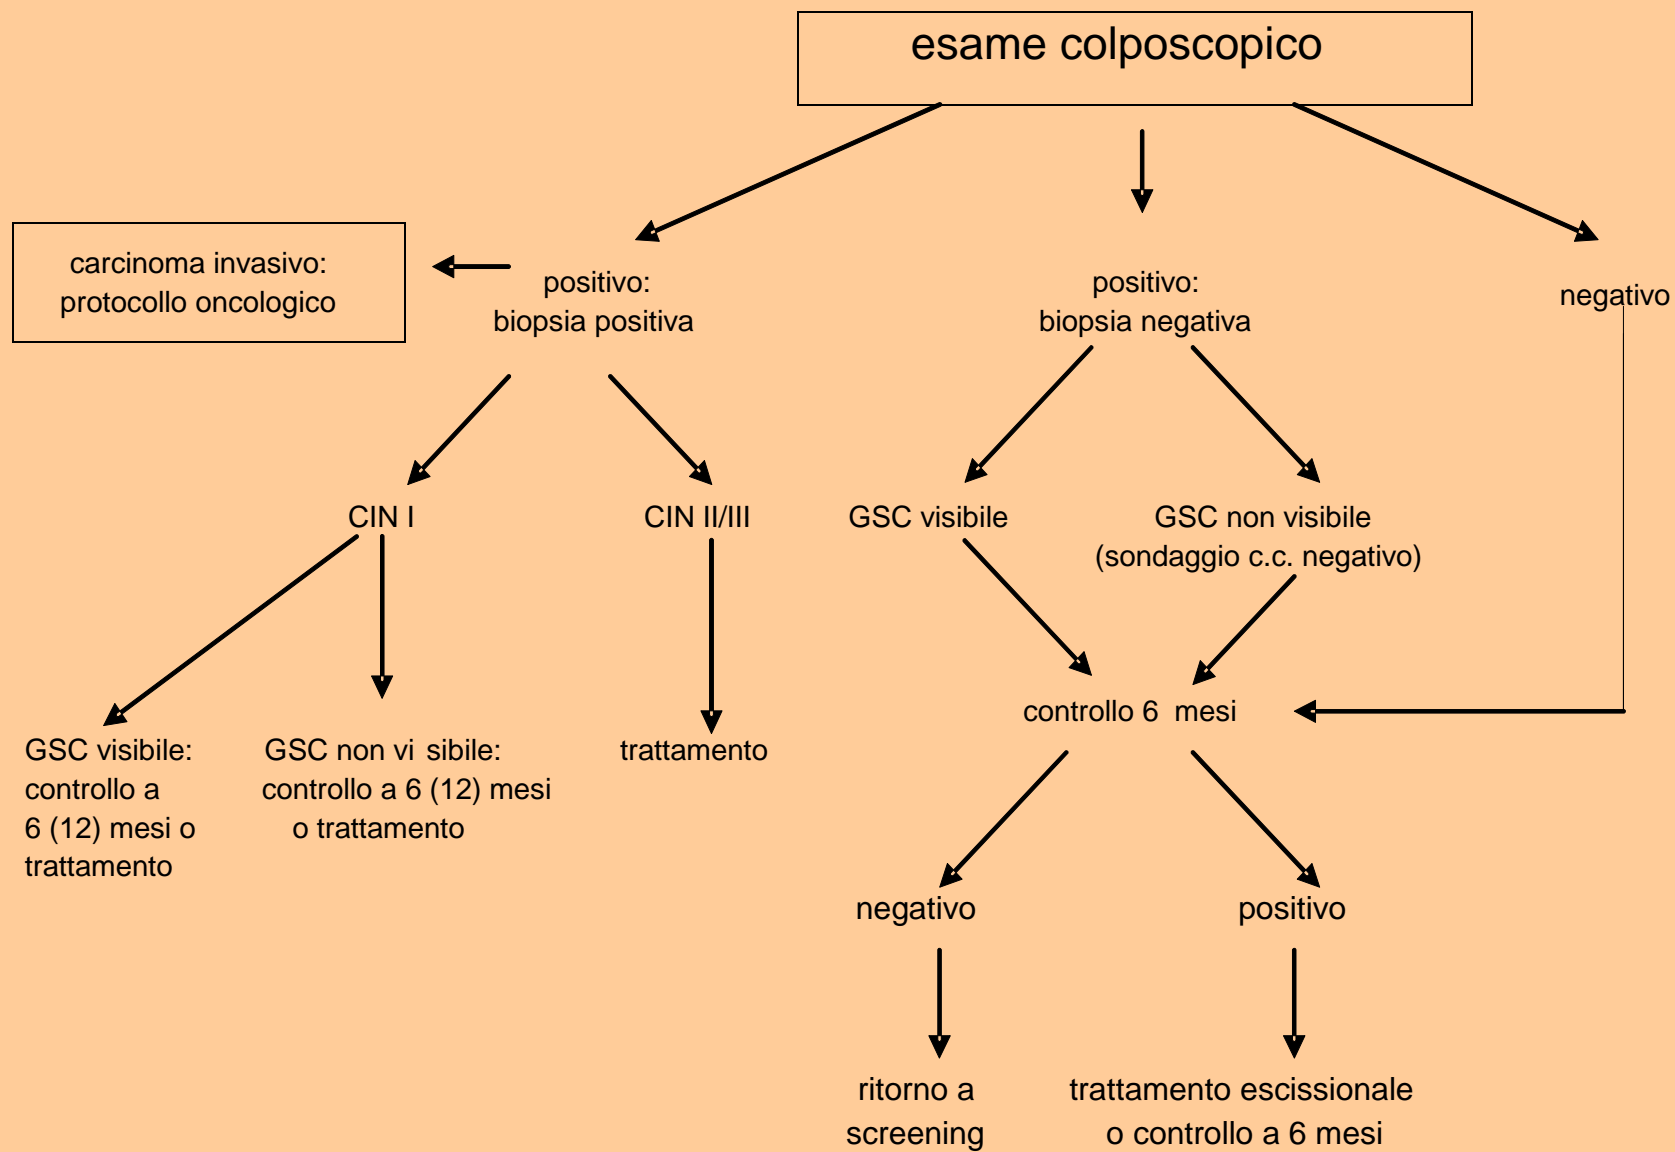 esame colposcopico
carcinoma invasivo:
protocollo oncologico
positivo:
biopsia positiva
positivo:
biopsia negativa
negativo
CIN I
CIN II/III
GSC visibile
GSC non visibile
(sondaggio c.c. negativo)
controllo 6 mesi
GSC visibile:
controllo a
6 (12) mesi o
trattamento
GSC non vi sibile:
controllo a 6 (12) mesi
o trattamento
trattamento
negativo
positivo
ritorno a
screening
trattamento escissionale
o controllo a 6 mesi